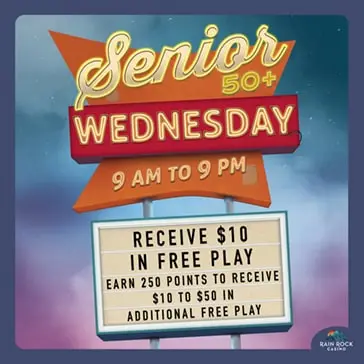 Senior
50+
WEDNESDAY
9 AM TO 9 PM
RECEIVE $10
IN FREE PLAY
EARN 250 POINTS TO RECEIVE
$10 TO $50 IN
ADDITIONAL FREE PLAY
RAIN ROCK
CASINO